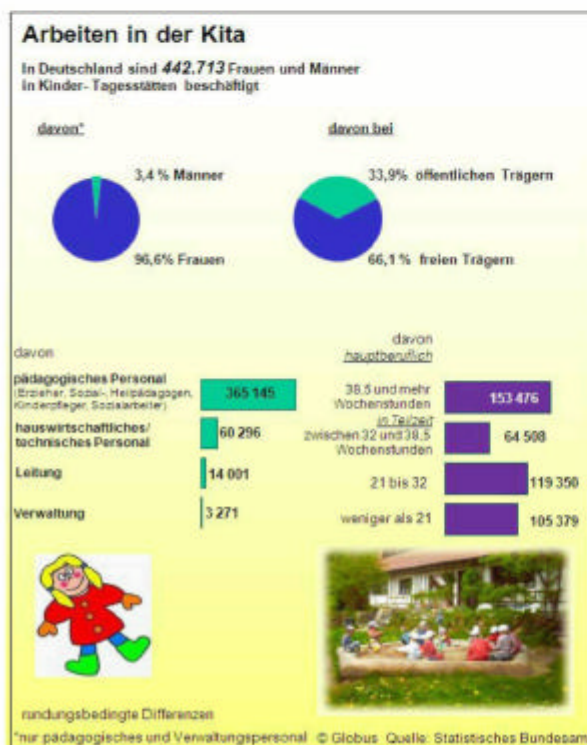 Arbeiten in der Kita
In Deutschland sind 442.713 Frauen und Männer
in Kinder- Tagesstätten beschäftigt
davon*
3,4 % Männer
96,6% Frauen
davon bei
33,9% öffentlichen Trägern
66,1 % freien Trägern
davon
pädagogisches Personal
(Erzieher, Sozial-, Heilpädagogen,
Kinderpfleger, Sozialarbeiter)
365 145
hauswirtschaftliches/
technisches Personal
60 296
Leitung
14 001
Verwaltung
3 271
davon
hauptberuflich
38,5 und mehr
Wochenstunden
153 476
in Teilzeit
zwischen 32 und 38,5
Wochenstunden
64 508
21 bis 32
119 350
weniger als 21
105 379
rundungsbedingte Differenzen
*nur pädagogisches und Verwaltungspersonal © Globus Quelle: Statistisches Bundesam